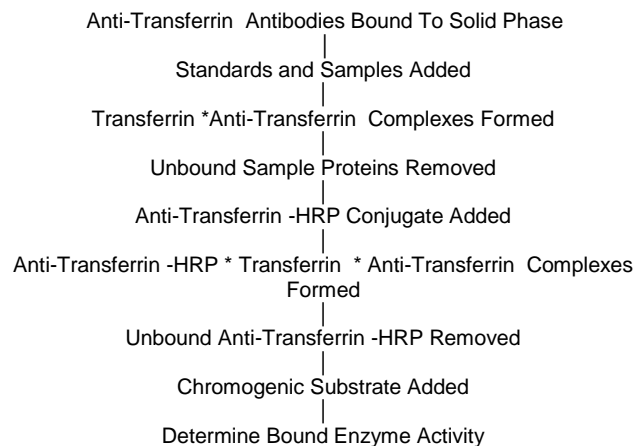 Anti-Transferrin Antibodies Bound To Solid Phase
Standards and Samples Added
Transferrin *Anti-Transferrin Complexes Formed
Unbound Sample Proteins Removed
Anti-Transferrin -HRP Conjugate Added
Anti-Transferrin -HRP * Transferrin * Anti-Transferrin Complexes
Formed
Unbound Anti-Transferrin -HRP Removed
Chromogenic Substrate Added
Determine Bound Enzyme Activity